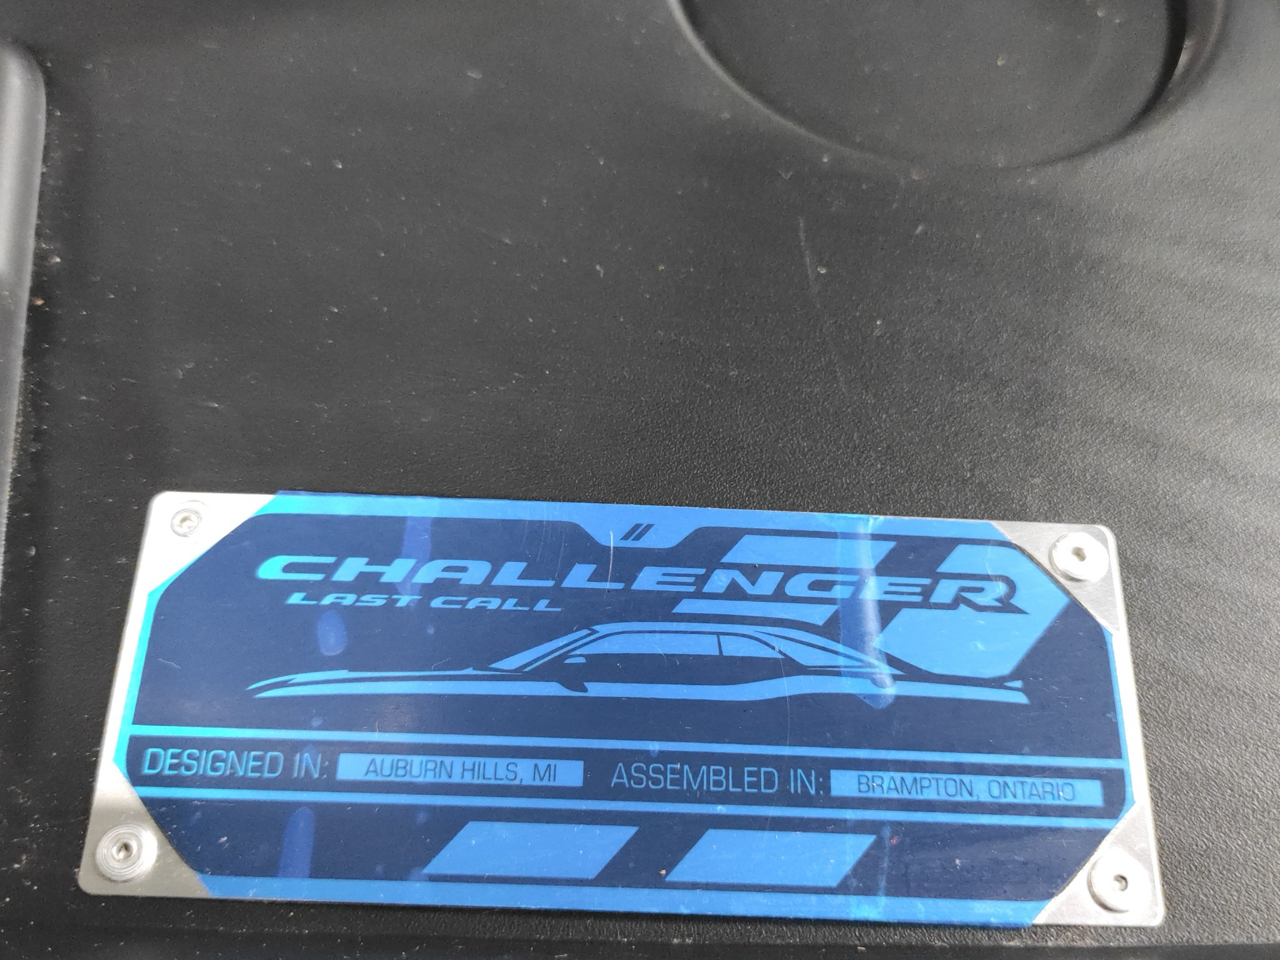 CHALLENGER
LAST CALL
DESIGNED IN: AUBURN HILLS, MI ASSEMBLED IN: BRAMPTON, ONTARIO